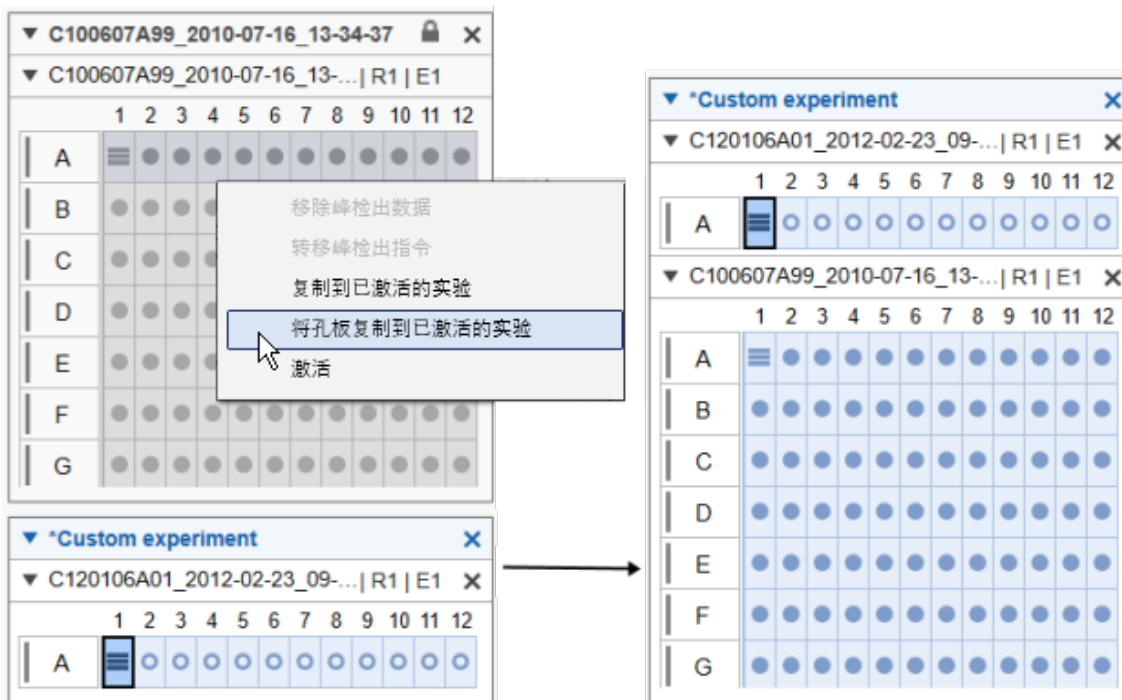 C100607A99_2010-07-16_13-34-37
C100607A99_2010-07-16_13-...| R1 | E1
1 2 3 4 5 6 7 8 9 10 11 12
A
B
C
D
E
F
G
移除峰检出数据
转移峰检出指令
复制到已激活的实验
将孔板复制到已激活的实验
激活
*Custom experiment
C120106A01_2012-02-23_09-...| R1 | E1
1 2 3 4 5 6 7 8 9 10 11 12
A
*Custom experiment
C120106A01_2012-02-23_09-...| R1 | E1
1 2 3 4 5 6 7 8 9 10 11 12
A
C100607A99_2010-07-16_13-...| R1 | E1
1 2 3 4 5 6 7 8 9 10 11 12
A
B
C
D
E
F
G